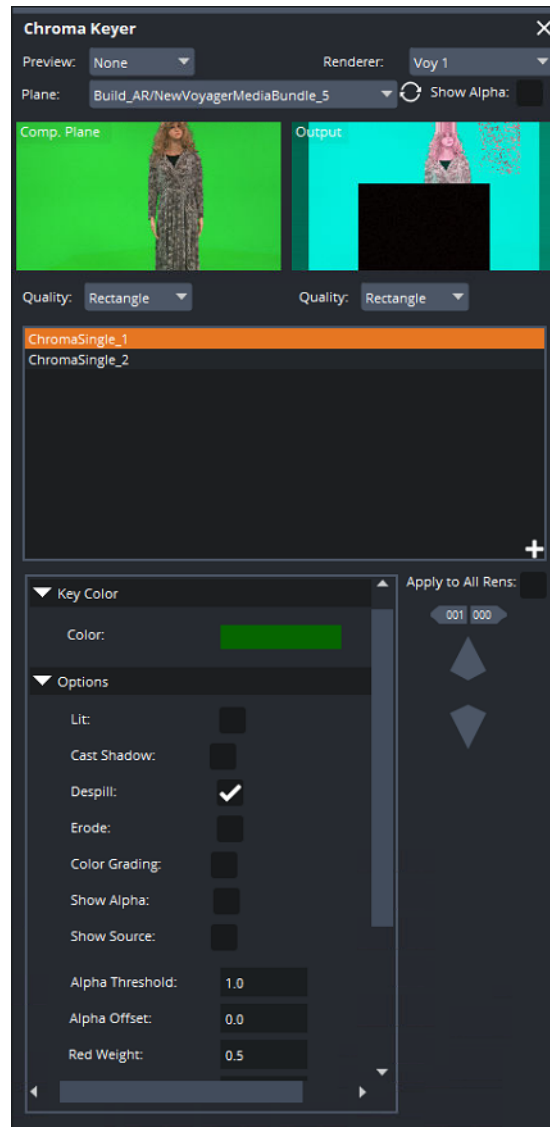 Chroma Keyer
Preview: None Renderer: Voy 1
Plane: Build_AR/NewVoyagerMediaBundle_5 Show Alpha:
Comp. Plane Output
Quality: Rectangle Quality: Rectangle
ChromaSingle_1
ChromaSingle_2
Apply to All Rens:
Key Color
001 000
Color:
Options
Lit:
Cast Shadow:
Despill:
Erode:
Color Grading:
Show Alpha:
Show Source:
Alpha Threshold: 1.0
Alpha Offset: 0.0
Red Weight: 0.5